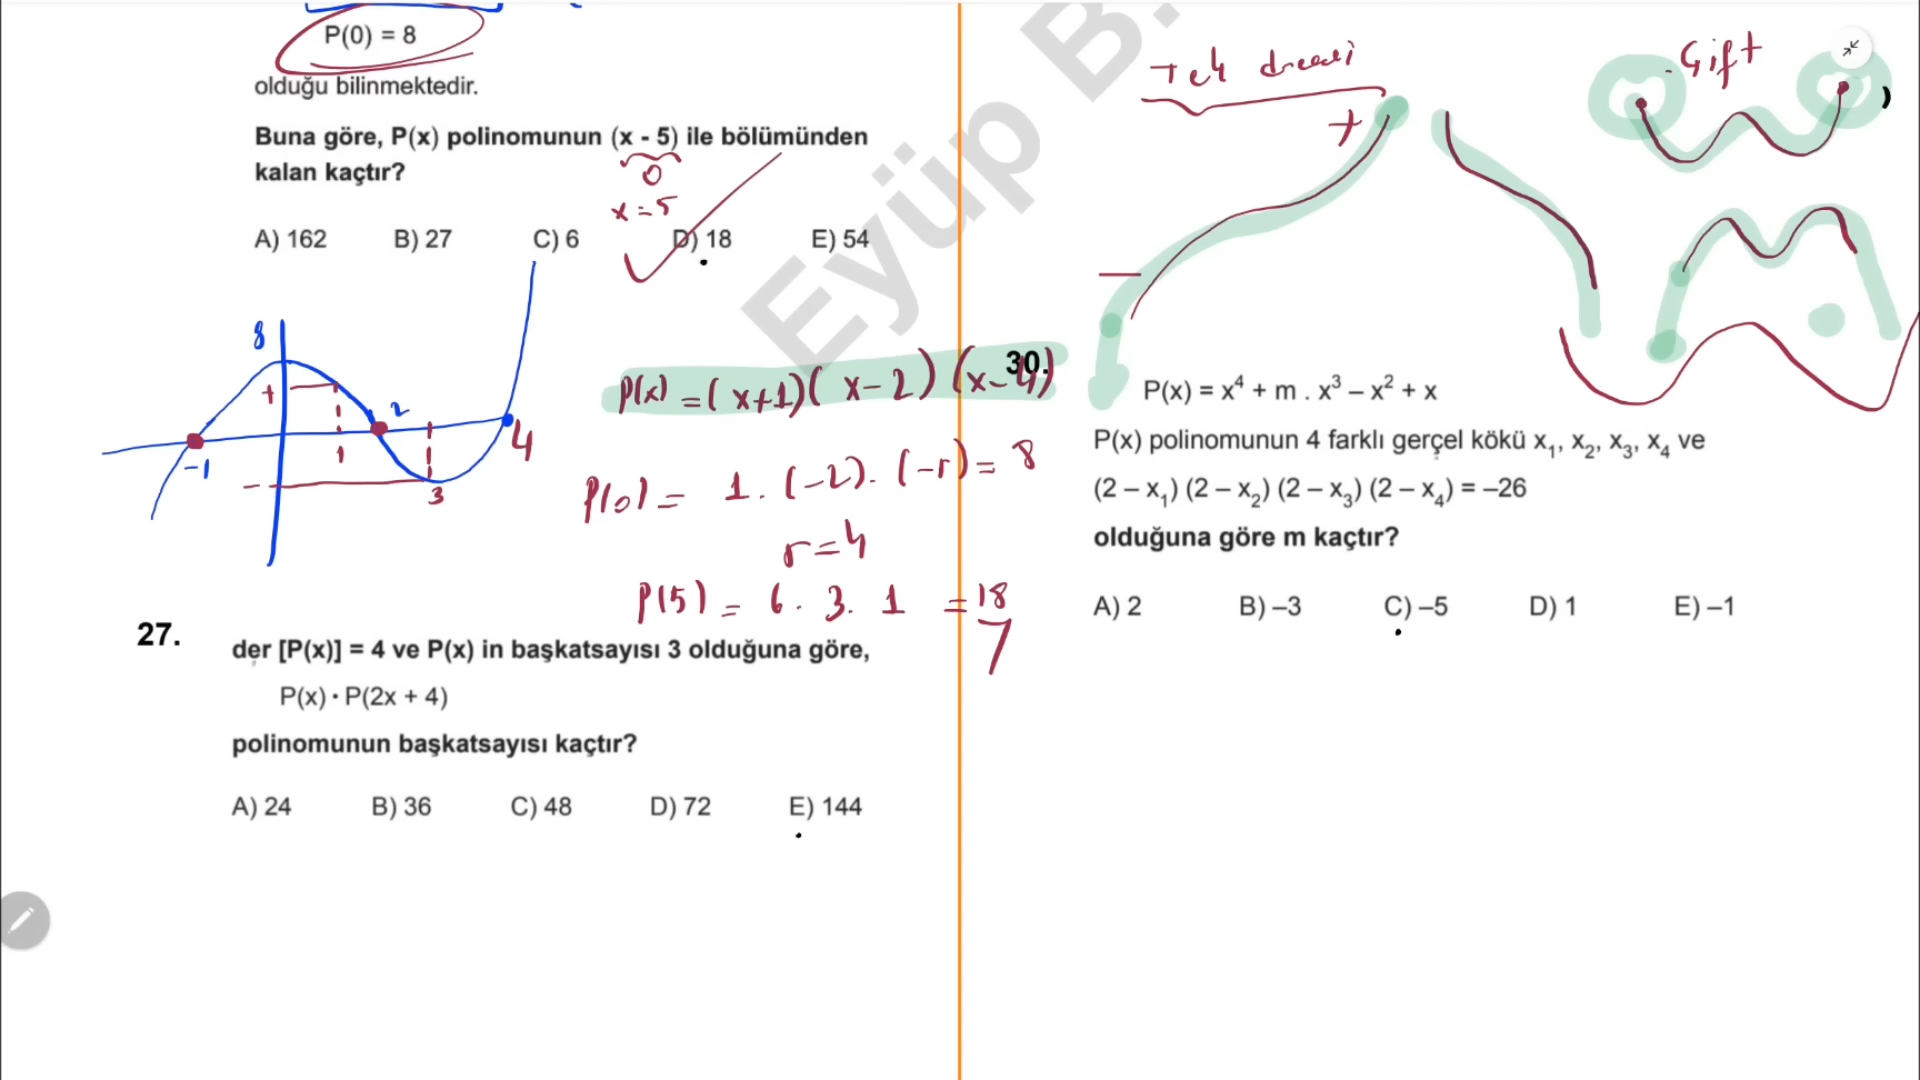 P(0) = 8
olduğu bilinmektedir.
Buna göre, P(x) polinomunun (x - 5) ile bölümünden
kalan kaçtır?
0
x = 5
A) 162 B) 27 C) 6 D) 18 E) 54
8
+
2
-1
1
4
-
3
P(x) = (x+1)(x-2)(x-4)
P(0) = 1.(-2).(-r) = 8
r = 4
P(5) = 6. 3. 1 = 18
27.
der [P(x)] = 4 ve P(x) in başkatsayısı 3 olduğuna göre,
P(x) · P(2x + 4)
polinomunun başkatsayısı kaçtır?
A) 24 B) 36 C) 48 D) 72 E) 144
Eyüp B.
Tek dereceli
+
-
Çift
30.
P(x) = x⁴ + m . x³ – x² + x
P(x) polinomunun 4 farklı gerçel kökü x₁, x₂, x₃, x₄ ve
(2 – x₁) (2 – x₂) (2 – x₃) (2 – x₄) = –26
olduğuna göre m kaçtır?
A) 2 B) –3 C) –5 D) 1 E) –1